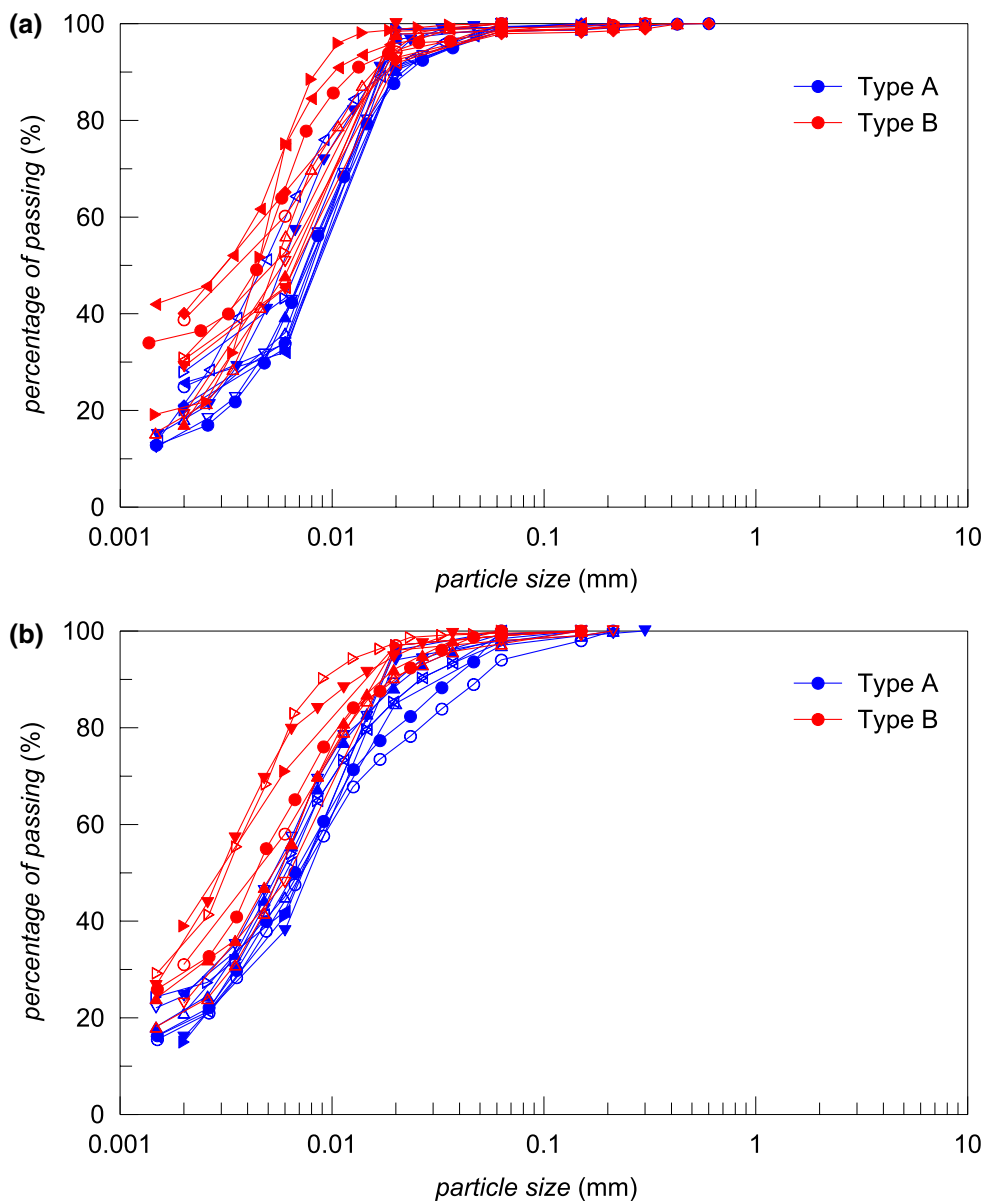 (a)
100
80
60
40
20
0
percentage of passing (%)
Type A
Type B
0.001 0.01 0.1 1 10
particle size (mm)
(b)
100
80
60
40
20
0
percentage of passing (%)
Type A
Type B
0.001 0.01 0.1 1 10
particle size (mm)